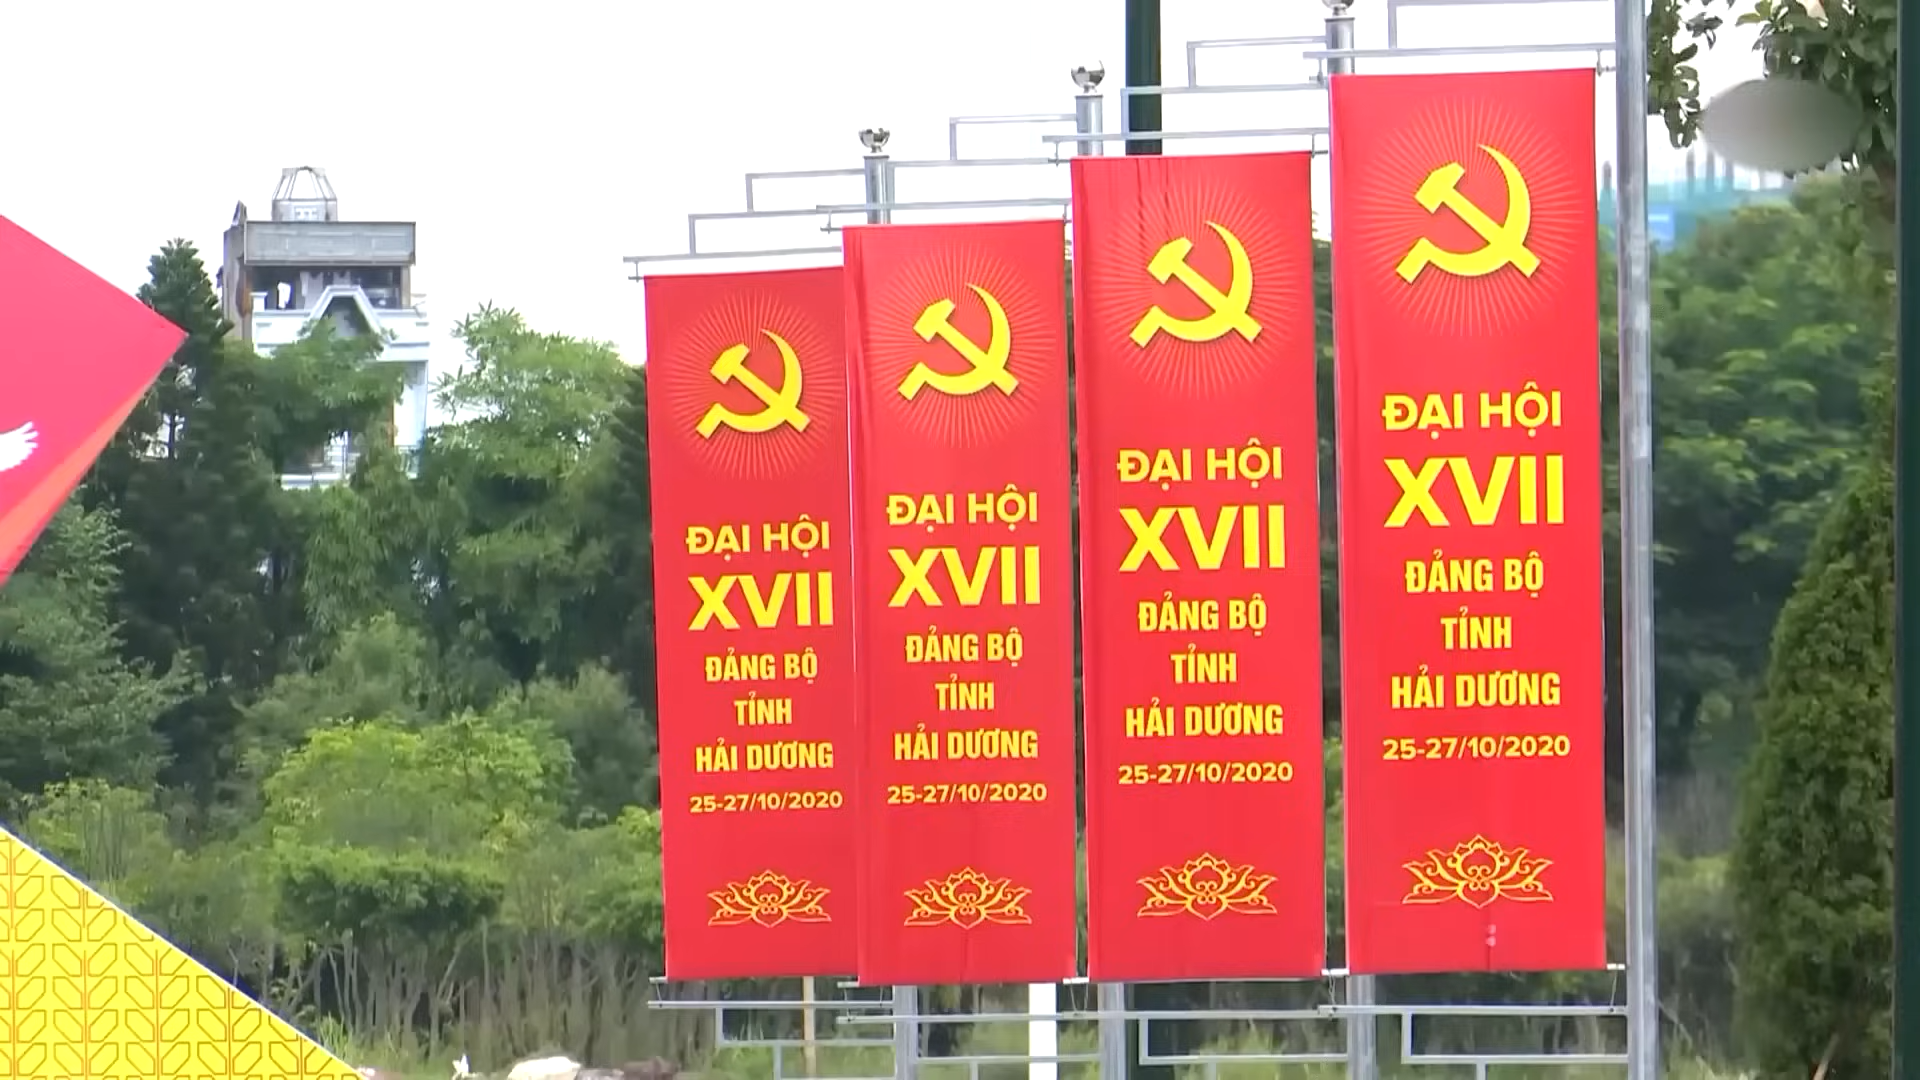 ĐẠI HỘI
XVII
ĐẢNG BỘ
TỈNH
HẢI DƯƠNG
25-27/10/2020
ĐẠI HỘI
XVII
ĐẢNG BỘ
TỈNH
HẢI DƯƠNG
25-27/10/2020
ĐẠI HỘI
XVII
ĐẢNG BỘ
TỈNH
HẢI DƯƠNG
25-27/10/2020
ĐẠI HỘI
XVII
ĐẢNG BỘ
TỈNH
HẢI DƯƠNG
25-27/10/2020